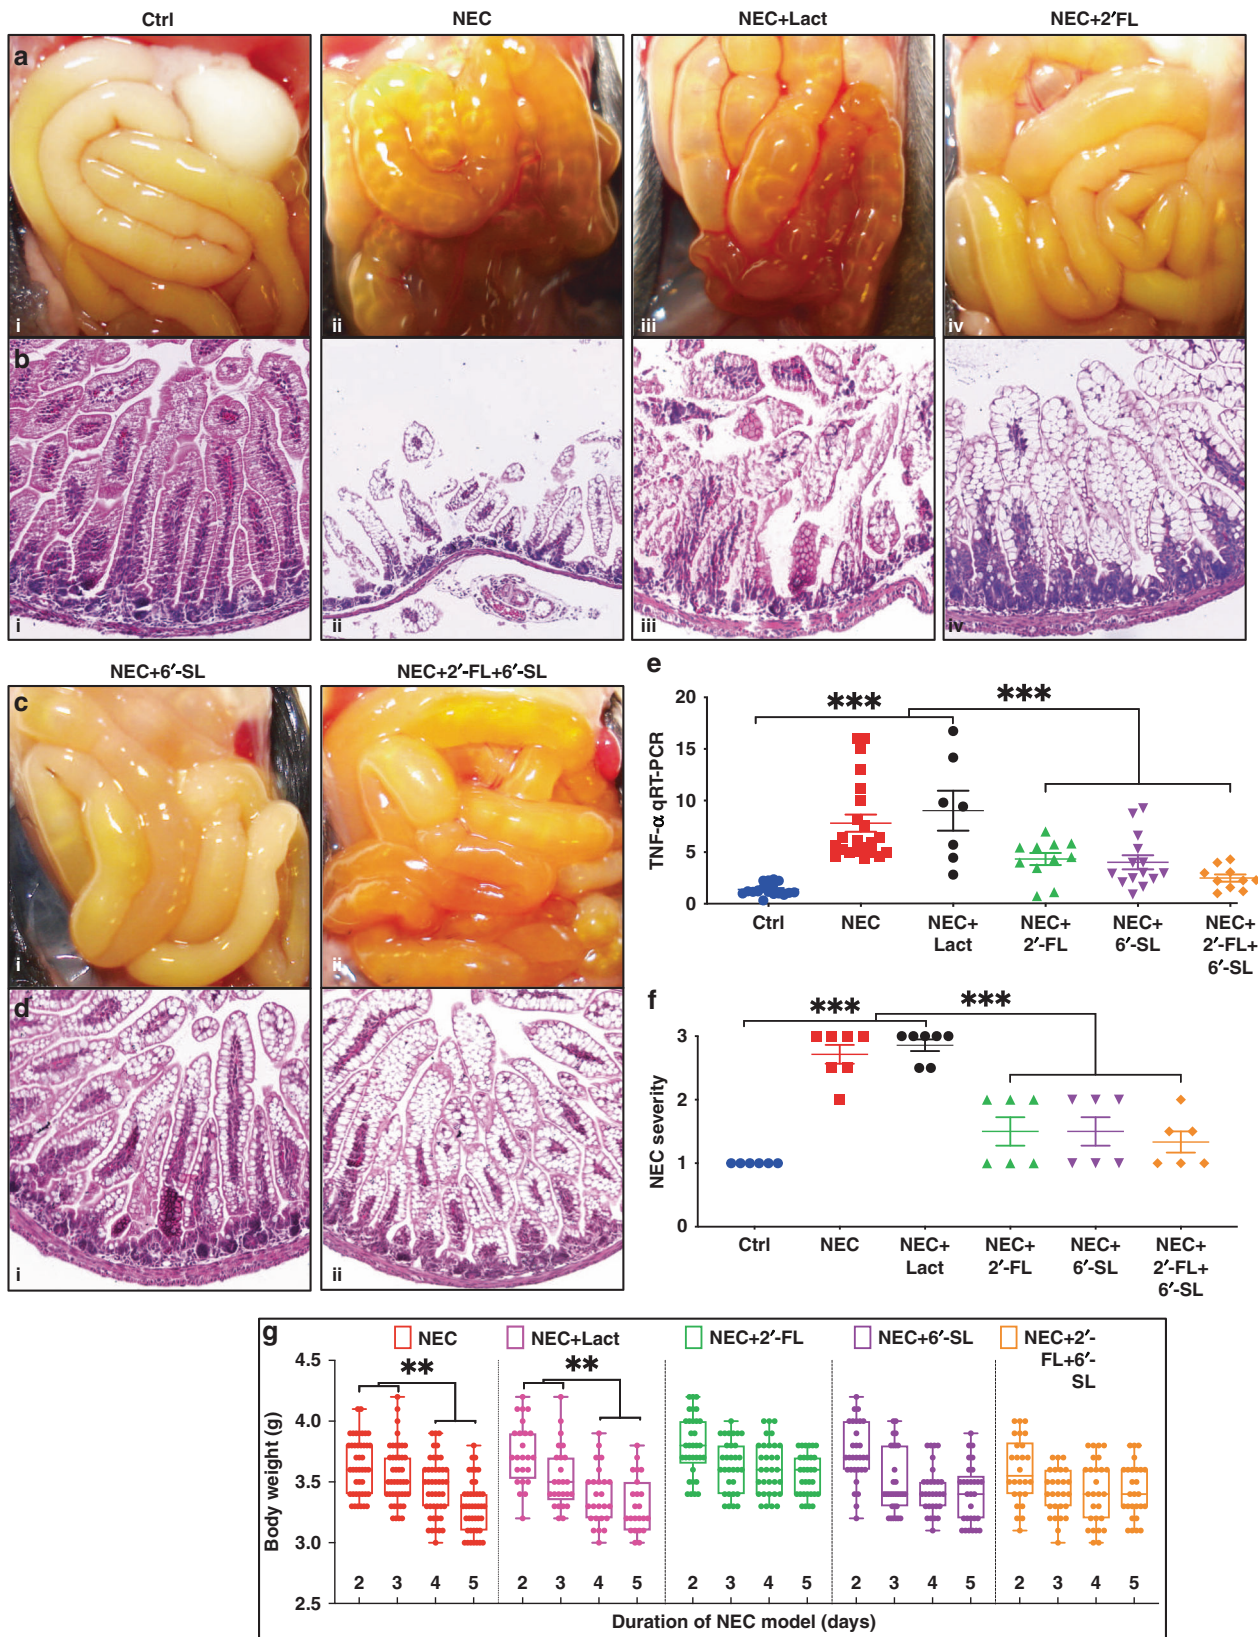 Ctrl NEC NEC+Lact NEC+2′FL
a
i ii iii iv
b
i ii iii iv
NEC+6′-SL NEC+2′-FL+6′-SL
c
i ii
d
i ii
e
TNF-α qRT-PCR
20
15
10
5
0
*** ***
Ctrl NEC NEC+ NEC+ NEC+ NEC+
Lact 2′-FL 6′-SL 2′-FL+
6′-SL
f
NEC severity
3
2
1
0
*** ***
Ctrl NEC NEC+ NEC+ NEC+ NEC+
Lact 2′-FL 6′-SL 2′-FL+
6′-SL
g
NEC NEC+Lact NEC+2′-FL NEC+6′-SL NEC+2′-
FL+6′-
SL
** **
Body weight (g)
4.5
4.0
3.5
3.0
2.5
2 3 4 5 2 3 4 5 2 3 4 5 2 3 4 5 2 3 4 5
Duration of NEC model (days)